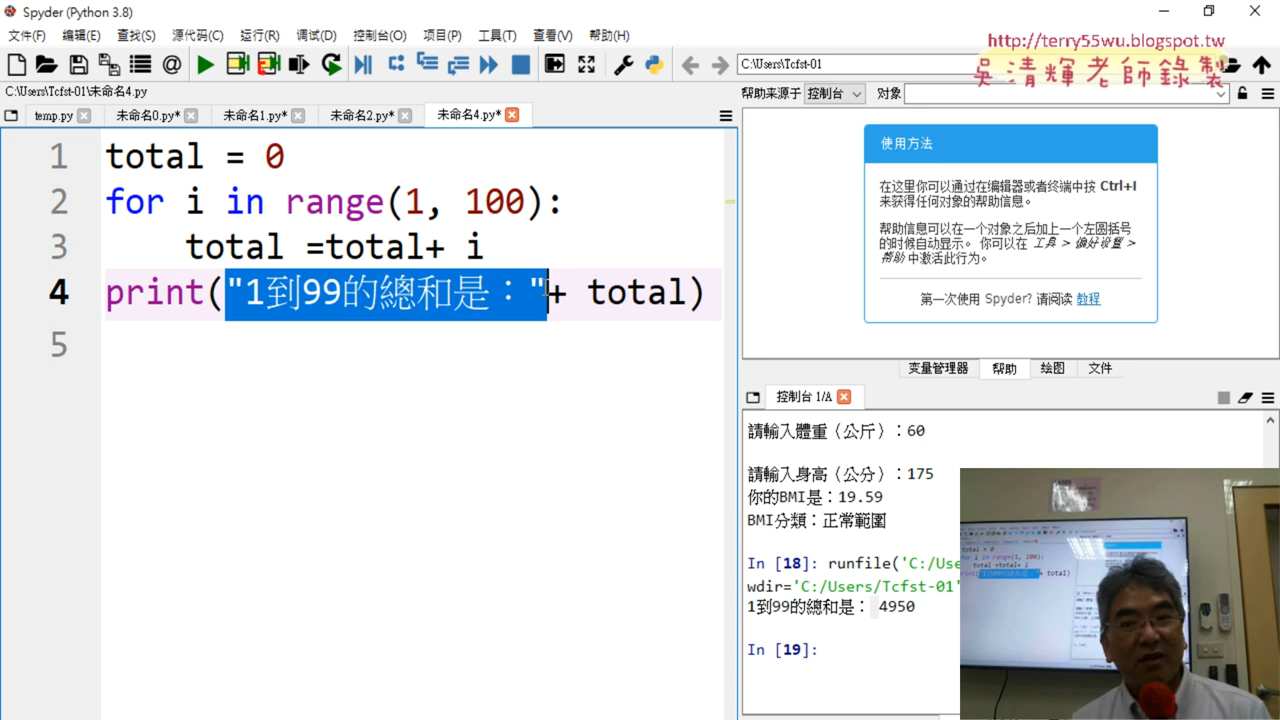 Spyder (Python 3.8)
文件(F) 编辑(E) 查找(S) 源代码(C) 运行(R) 调试(D) 控制台(O) 项目(P) 工具(T) 查看(V) 帮助(H)
http://terry55wu.blogspot.tw
吳清輝老師錄製
C:\Users\Tcfst-01
C:\Users\Tcfst-01\未命名4.py
temp.py 未命名0.py* 未命名1.py* 未命名2.py* 未命名4.py*
1 total = 0
2 for i in range(1, 100):
3 total =total+ i
4 print("1到99的總和是："+ total)
5
帮助来源于 控制台 对象
使用方法
在这里你可以通过在编辑器或者终端中按 Ctrl+I
来获得任何对象的帮助信息。
帮助信息可以在一个对象之后加上一个左圆括号
的时候自动显示。 你可以在 工具 > 偏好设置 >
帮助 中激活此行为。
第一次使用 Spyder? 请阅读 教程
变量管理器 帮助 绘图 文件
控制台 1/A
請輸入體重（公斤）：60
請輸入身高（公分）：175
你的BMI是：19.59
BMI分類：正常範圍
In [18]: runfile('C:/Use
wdir='C:/Users/Tcfst-01'
1到99的總和是： 4950
In [19]: